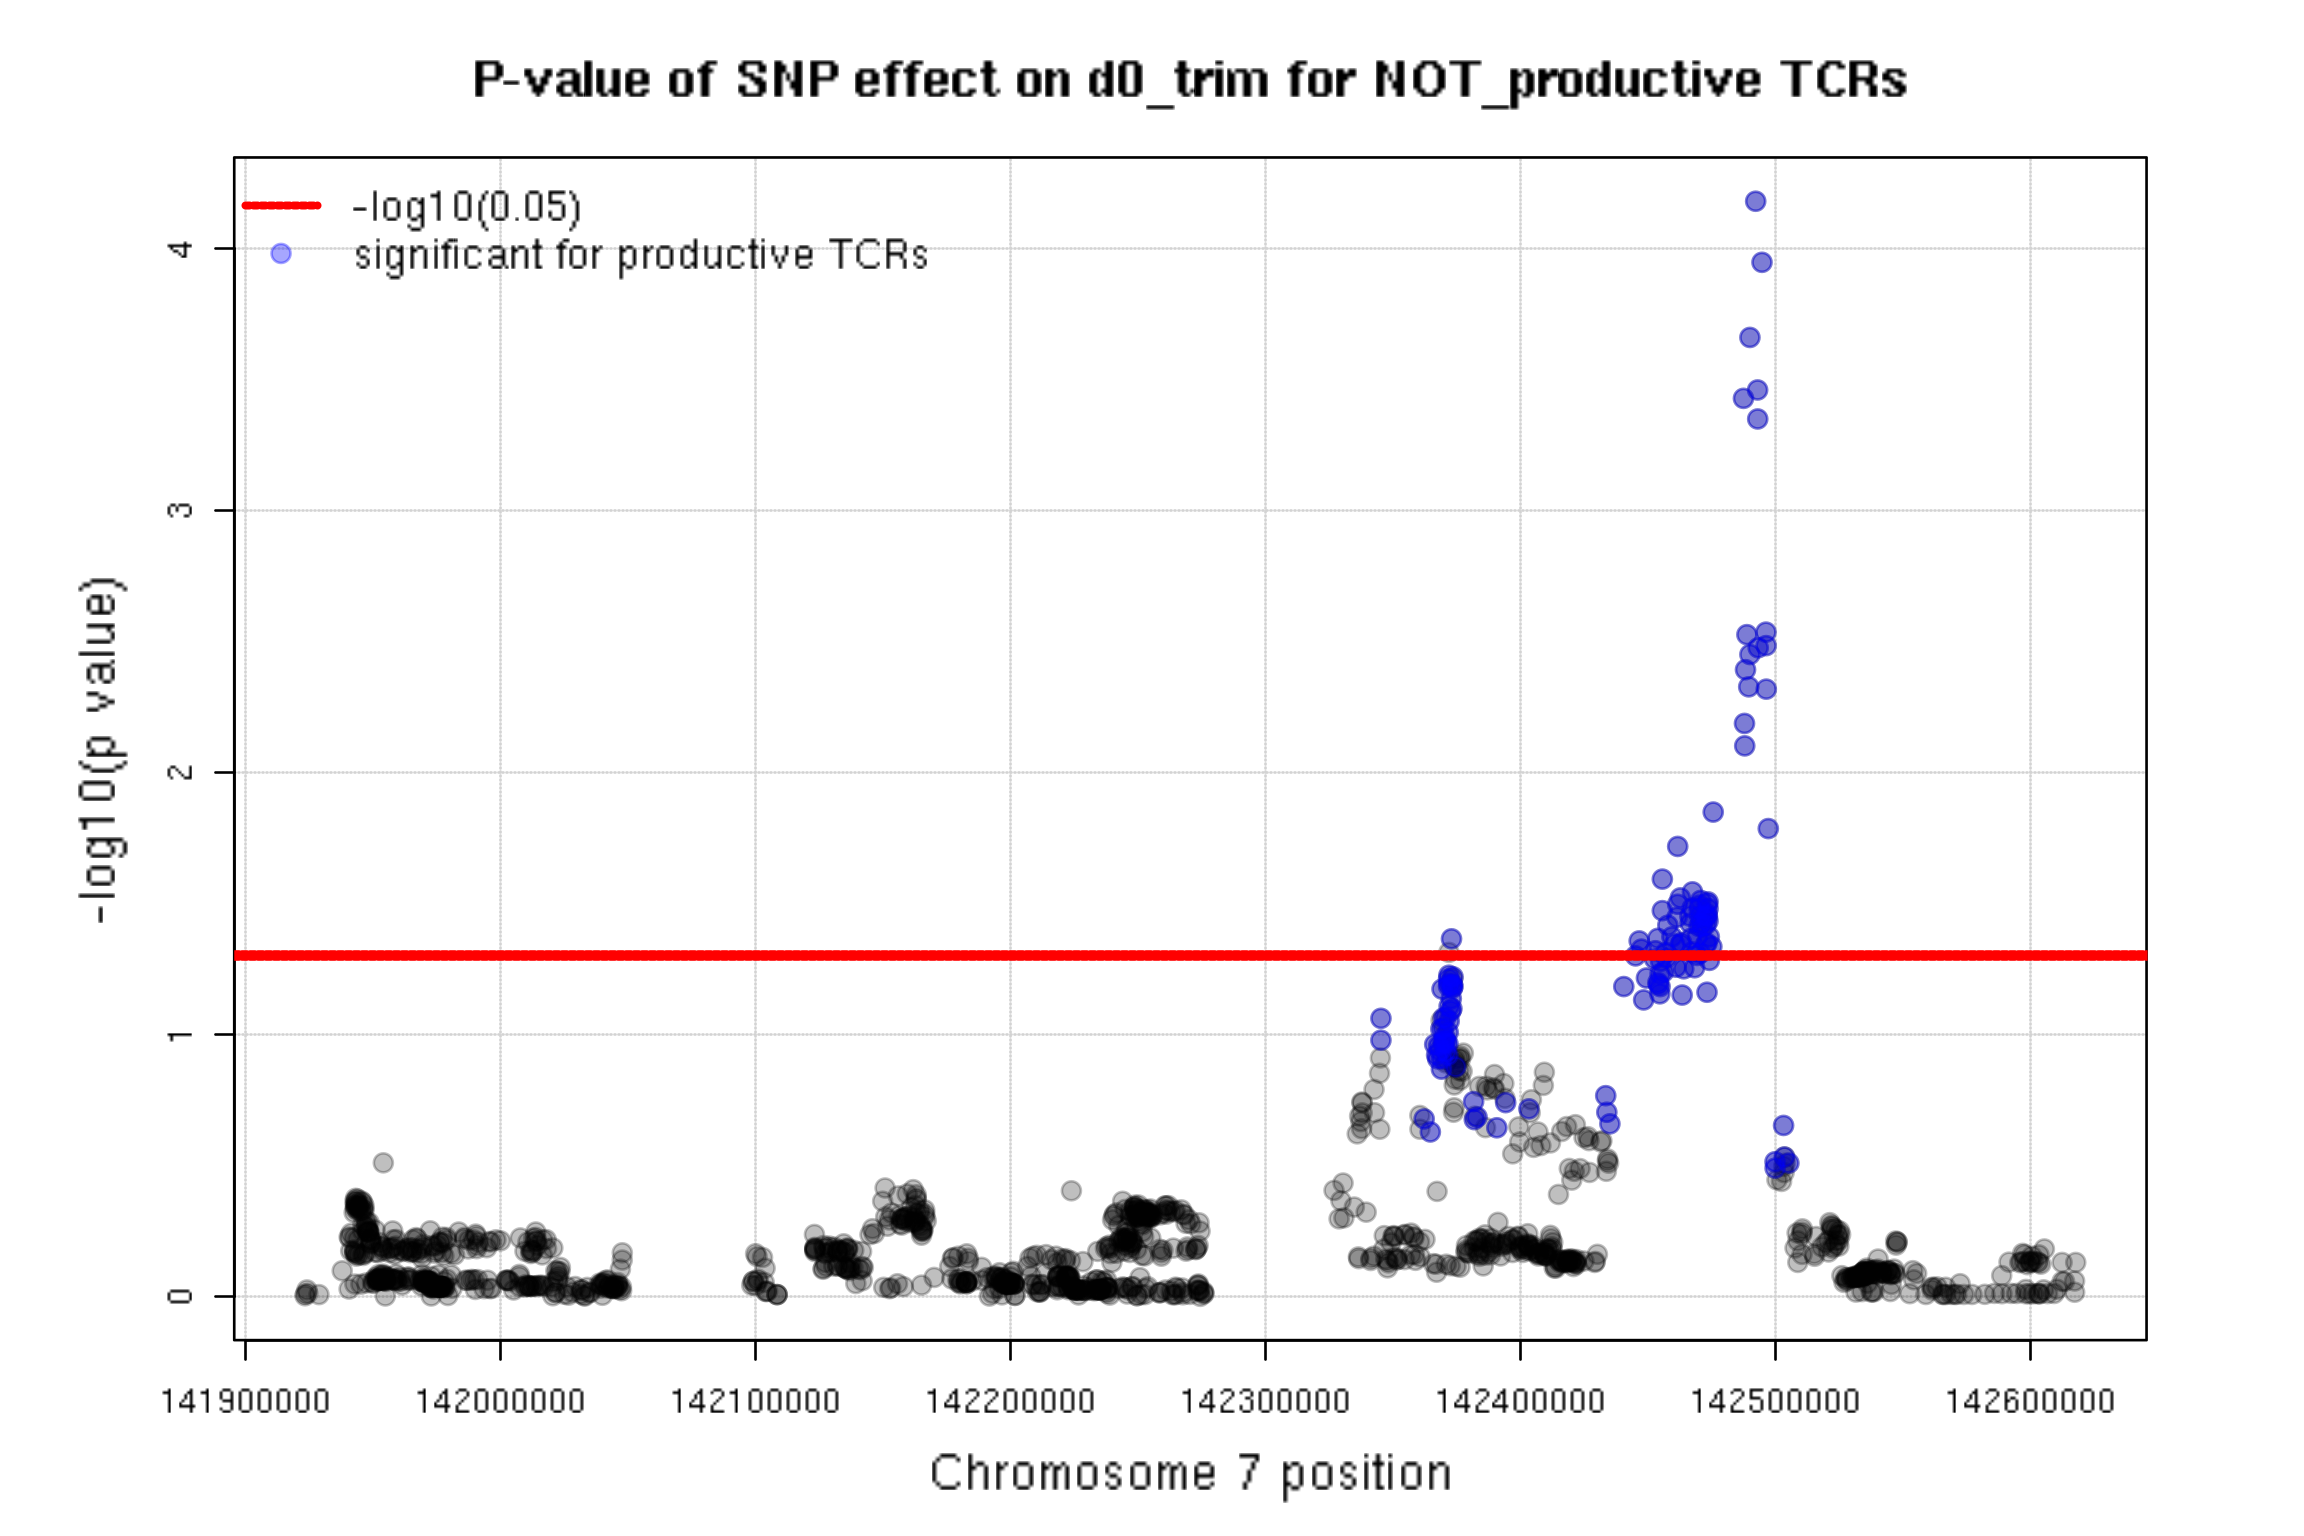 P-value of SNP effect on d0_trim for NOT_productive TCRs
-log10(0.05)
significant for productive TCRs
4
3
2
1
0
-log10(p value)
141900000 142000000 142100000 142200000 142300000 142400000 142500000 142600000
Chromosome 7 position